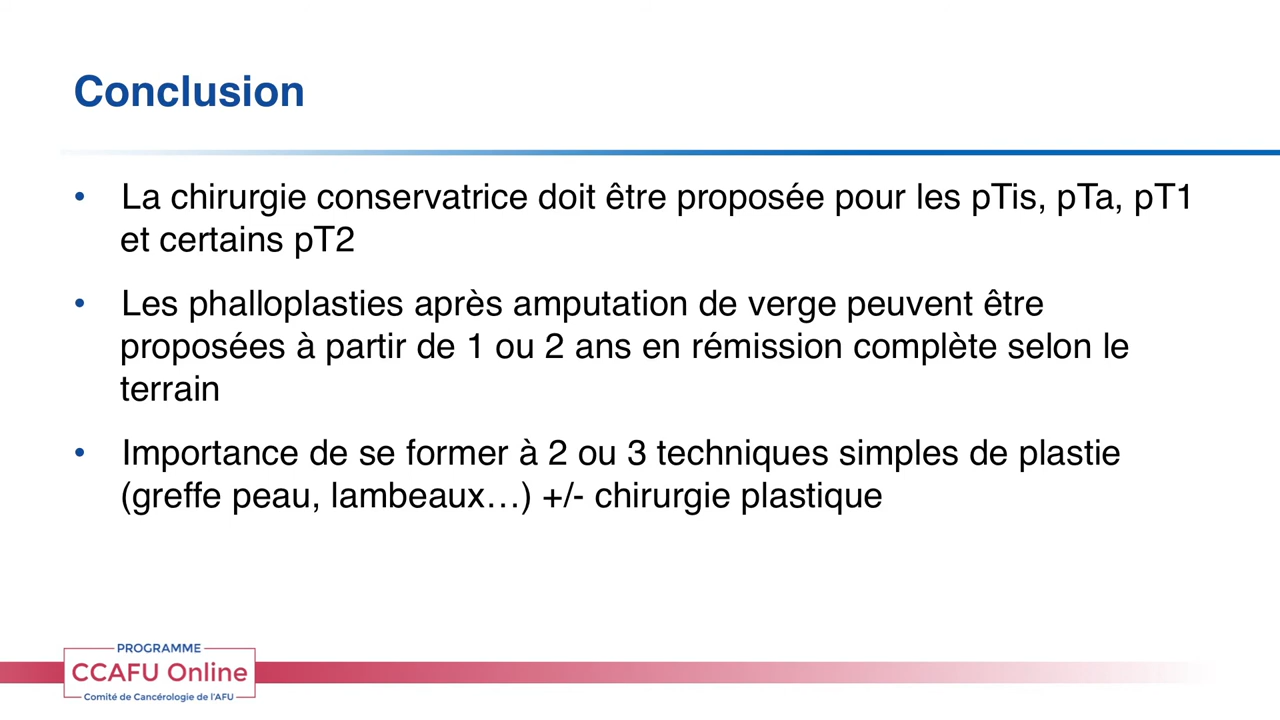 Conclusion
• La chirurgie conservatrice doit être proposée pour les pTis, pTa, pT1
et certains pT2
• Les phalloplasties après amputation de verge peuvent être
proposées à partir de 1 ou 2 ans en rémission complète selon le
terrain
• Importance de se former à 2 ou 3 techniques simples de plastie
(greffe peau, lambeaux…) +/- chirurgie plastique
PROGRAMME
CCAFU Online
Comité de Cancérologie de l'AFU